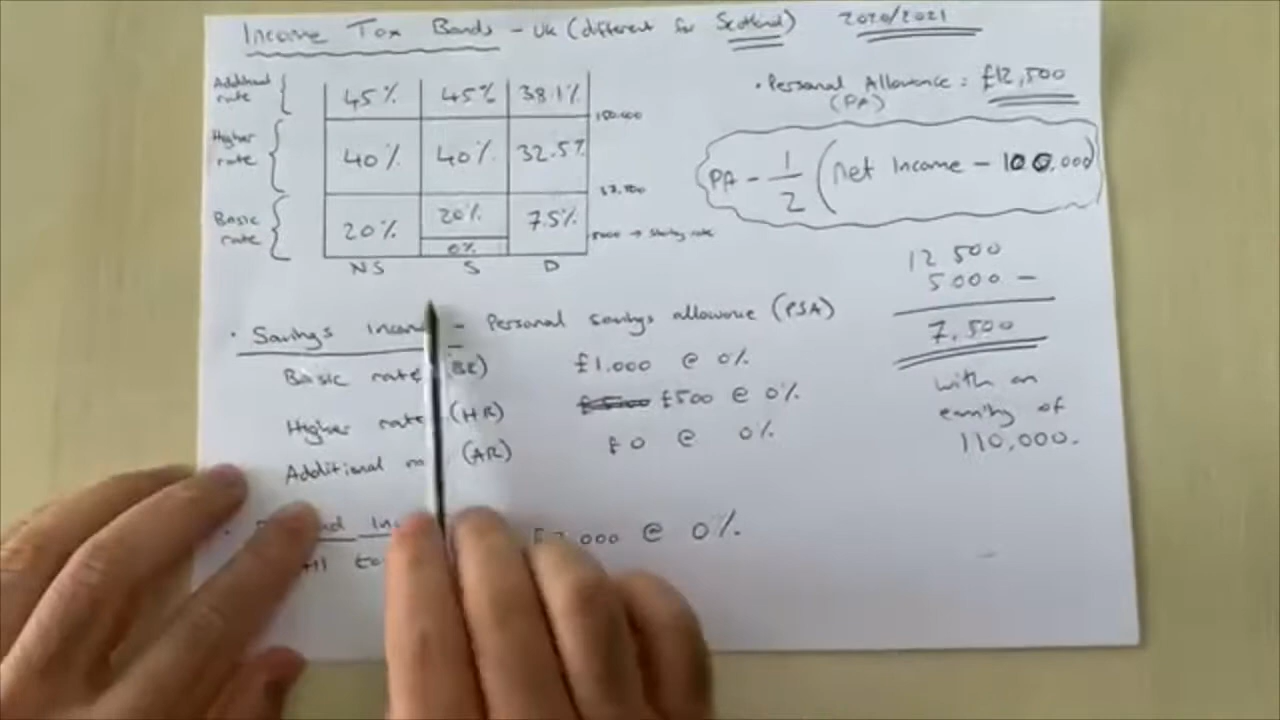 Income Tax Bands - UK (different for Scotland) 2020/2021
Additional rate
45% 45% 38.1%
150.000
Higher rate
40% 40% 32.5%
Basic rate
20% 20% 7.5%
0%
5000 → starting rate
NS S D
• Personal Allowance : £12,500
(PA)
PA - 1/2 (net Income - 100,000)
12 500
5000 -
7,500
with an
earning of
110,000.
• Savings Income - Personal savings allowance (PSA)
Basic rate (BR) £1.000 @ 0%
Higher rate (HR) £500 @ 0%
Additional (AR) £0 @ 0%
000 @ 0%.